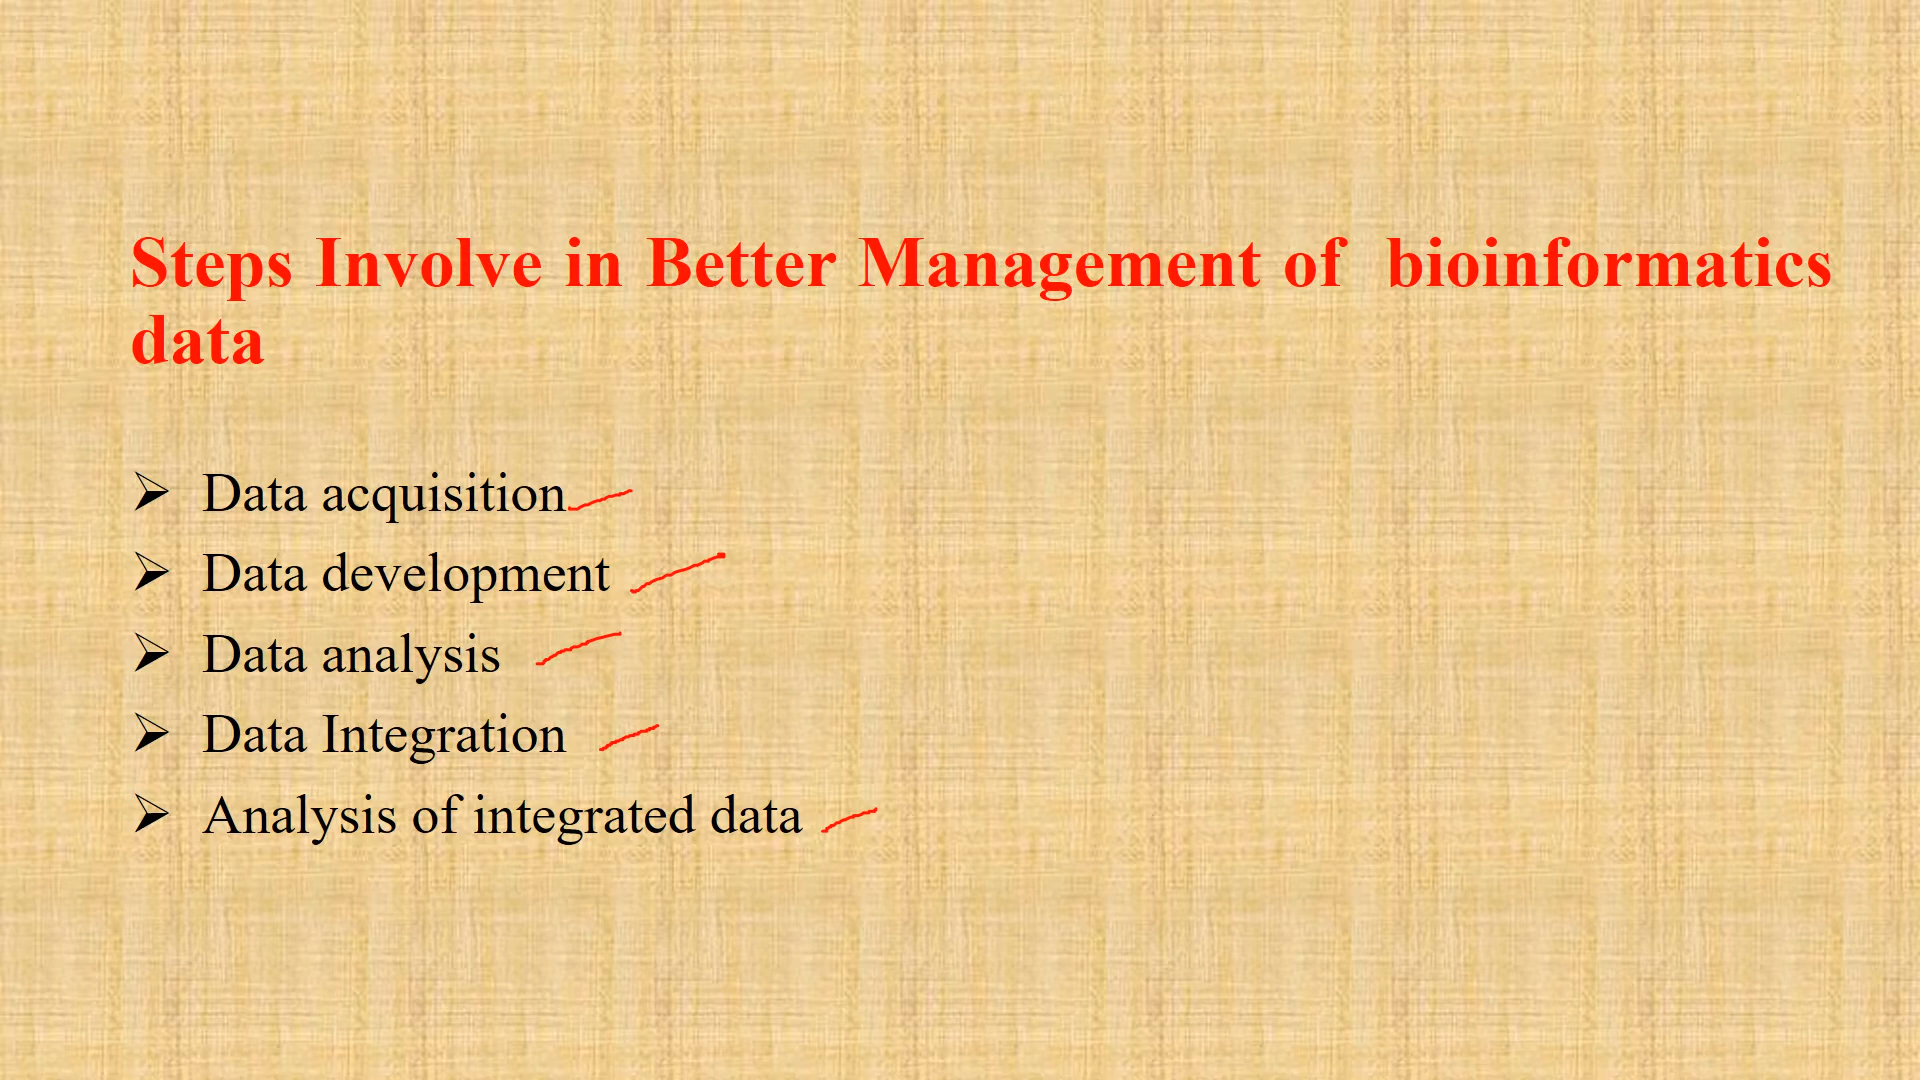 Steps Involve in Better Management of  bioinformatics
data
➢ Data acquisition
➢ Data development
➢ Data analysis
➢ Data Integration
➢ Analysis of integrated data